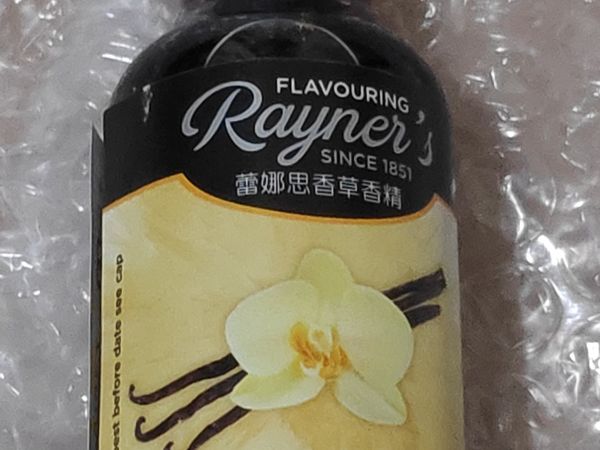 FLAVOURING
Rayner's
SINCE 1851
蕾娜思香草香精
best before date see cap